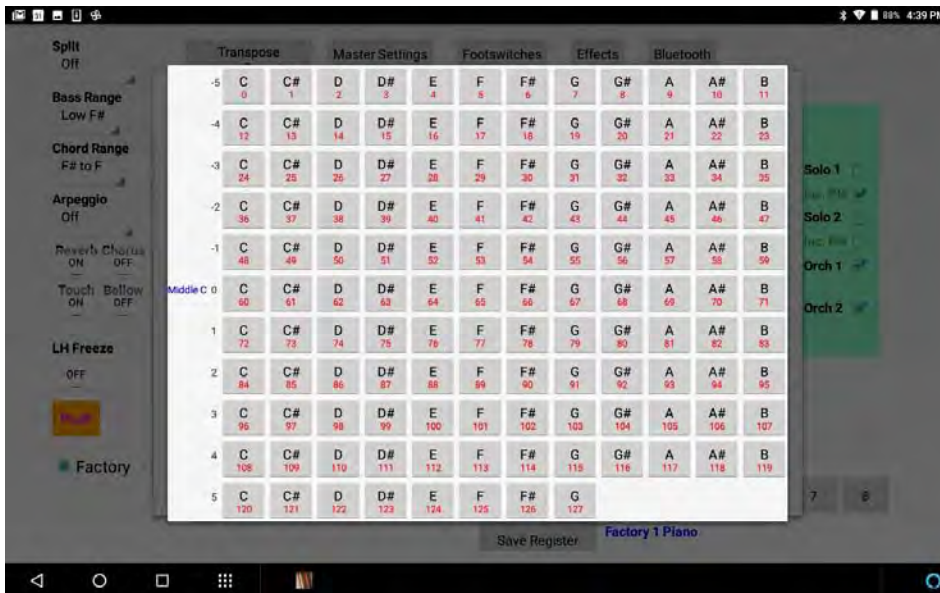 31 88% 4:39 PM
Split
Off
Transpose Master Settings Footswitches Effects Bluetooth
-5 C C# D D# E F F# G G# A A# B
0 1 2 3 4 5 6 7 8 9 10 11
Bass Range
Low F#
-4 C C# D D# E F F# G G# A A# B
12 13 14 15 16 17 18 19 20 21 22 23
Chord Range
F# to F
-3 C C# D D# E F F# G G# A A# B
24 25 26 27 28 29 30 31 32 33 34 35
Solo 1
Arpeggio
Off
-2 C C# D D# E F F# G G# A A# B
36 37 38 39 40 41 42 43 44 45 46 47
Solo 2
Reverb Chorus
ON OFF
-1 C C# D D# E F F# G G# A A# B
48 49 50 51 52 53 54 55 56 57 58 59
Orch 1
Touch Bellow
ON OFF
Middle C 0 C C# D D# E F F# G G# A A# B
60 61 62 63 64 65 66 67 68 69 70 71
Orch 2
1 C C# D D# E F F# G G# A A# B
72 73 74 75 76 77 78 79 80 81 82 83
LH Freeze
OFF
2 C C# D D# E F F# G G# A A# B
84 85 86 87 88 89 90 91 92 93 94 95
3 C C# D D# E F F# G G# A A# B
96 97 98 99 100 101 102 103 104 105 106 107
4 C C# D D# E F F# G G# A A# B
108 109 110 111 112 113 114 115 116 117 118 119
Factory
5 C C# D D# E F F# G
120 121 122 123 124 125 126 127
7 8
Save Register Factory 1 Piano